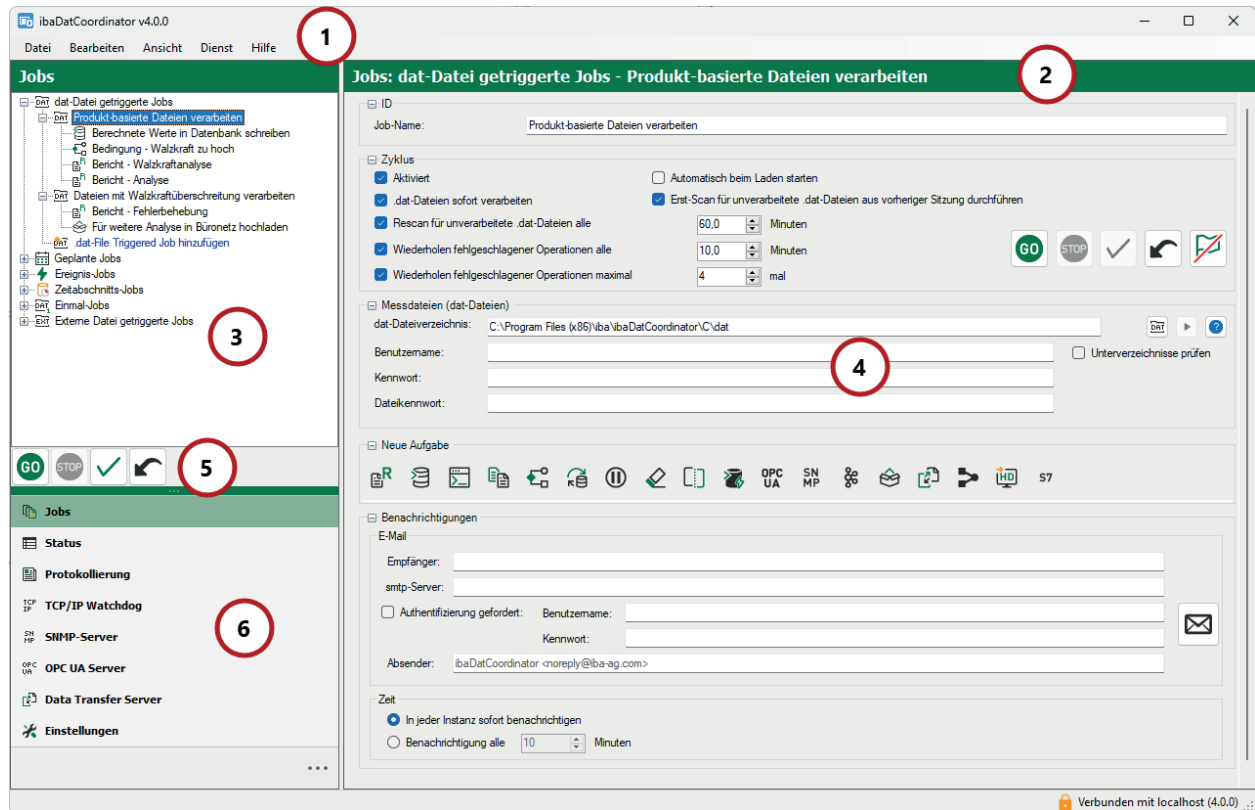 ibaDatCoordinator v4.0.0
Datei Bearbeiten Ansicht Dienst Hilfe
1
Jobs
dat-Datei getriggerte Jobs
Produkt-basierte Dateien verarbeiten
Berechnete Werte in Datenbank schreiben
Bedingung - Walzkraft zu hoch
Bericht - Walzkraftanalyse
Bericht - Analyse
Dateien mit Walzkraftüberschreitung verarbeiten
Bericht - Fehlerbehebung
Für weitere Analyse in Büronetz hochladen
.dat-File Triggered Job hinzufügen
Geplante Jobs
Ereignis-Jobs
Zeitabschnitts-Jobs
Einmal-Jobs
Externe Datei getriggerte Jobs
3
GO STOP
5
Jobs
Status
Protokollierung
TCP/IP Watchdog
SNMP-Server
6
OPC UA Server
Data Transfer Server
Einstellungen
Jobs: dat-Datei getriggerte Jobs - Produkt-basierte Dateien verarbeiten
2
ID
Job-Name: Produkt-basierte Dateien verarbeiten
Zyklus
Aktiviert Automatisch beim Laden starten
.dat-Dateien sofort verarbeiten Erst-Scan für unverarbeitete .dat-Dateien aus vorheriger Sitzung durchführen
Rescan für unverarbeitete .dat-Dateien alle 60,0 Minuten
Wiederholen fehlgeschlagener Operationen alle 10,0 Minuten
GO STOP
Wiederholen fehlgeschlagener Operationen maximal 4 mal
Messdateien (dat-Dateien)
dat-Dateiverzeichnis: C:\Program Files (x86)\iba\ibaDatCoordinator\C\dat DAT ?
Benutzername: Unterverzeichnisse prüfen
4
Kennwort:
Dateikennwort:
Neue Aufgabe
R OPC UA SN MP HD S7
Benachrichtigungen
E-Mail
Empfänger:
smtp-Server:
Authentifizierung gefordert: Benutzername:
Kennwort:
Absender: ibaDatCoordinator <noreply@iba-ag.com>
Zeit
In jeder Instanz sofort benachrichtigen
Benachrichtigung alle 10 Minuten
Verbunden mit localhost (4.0.0)